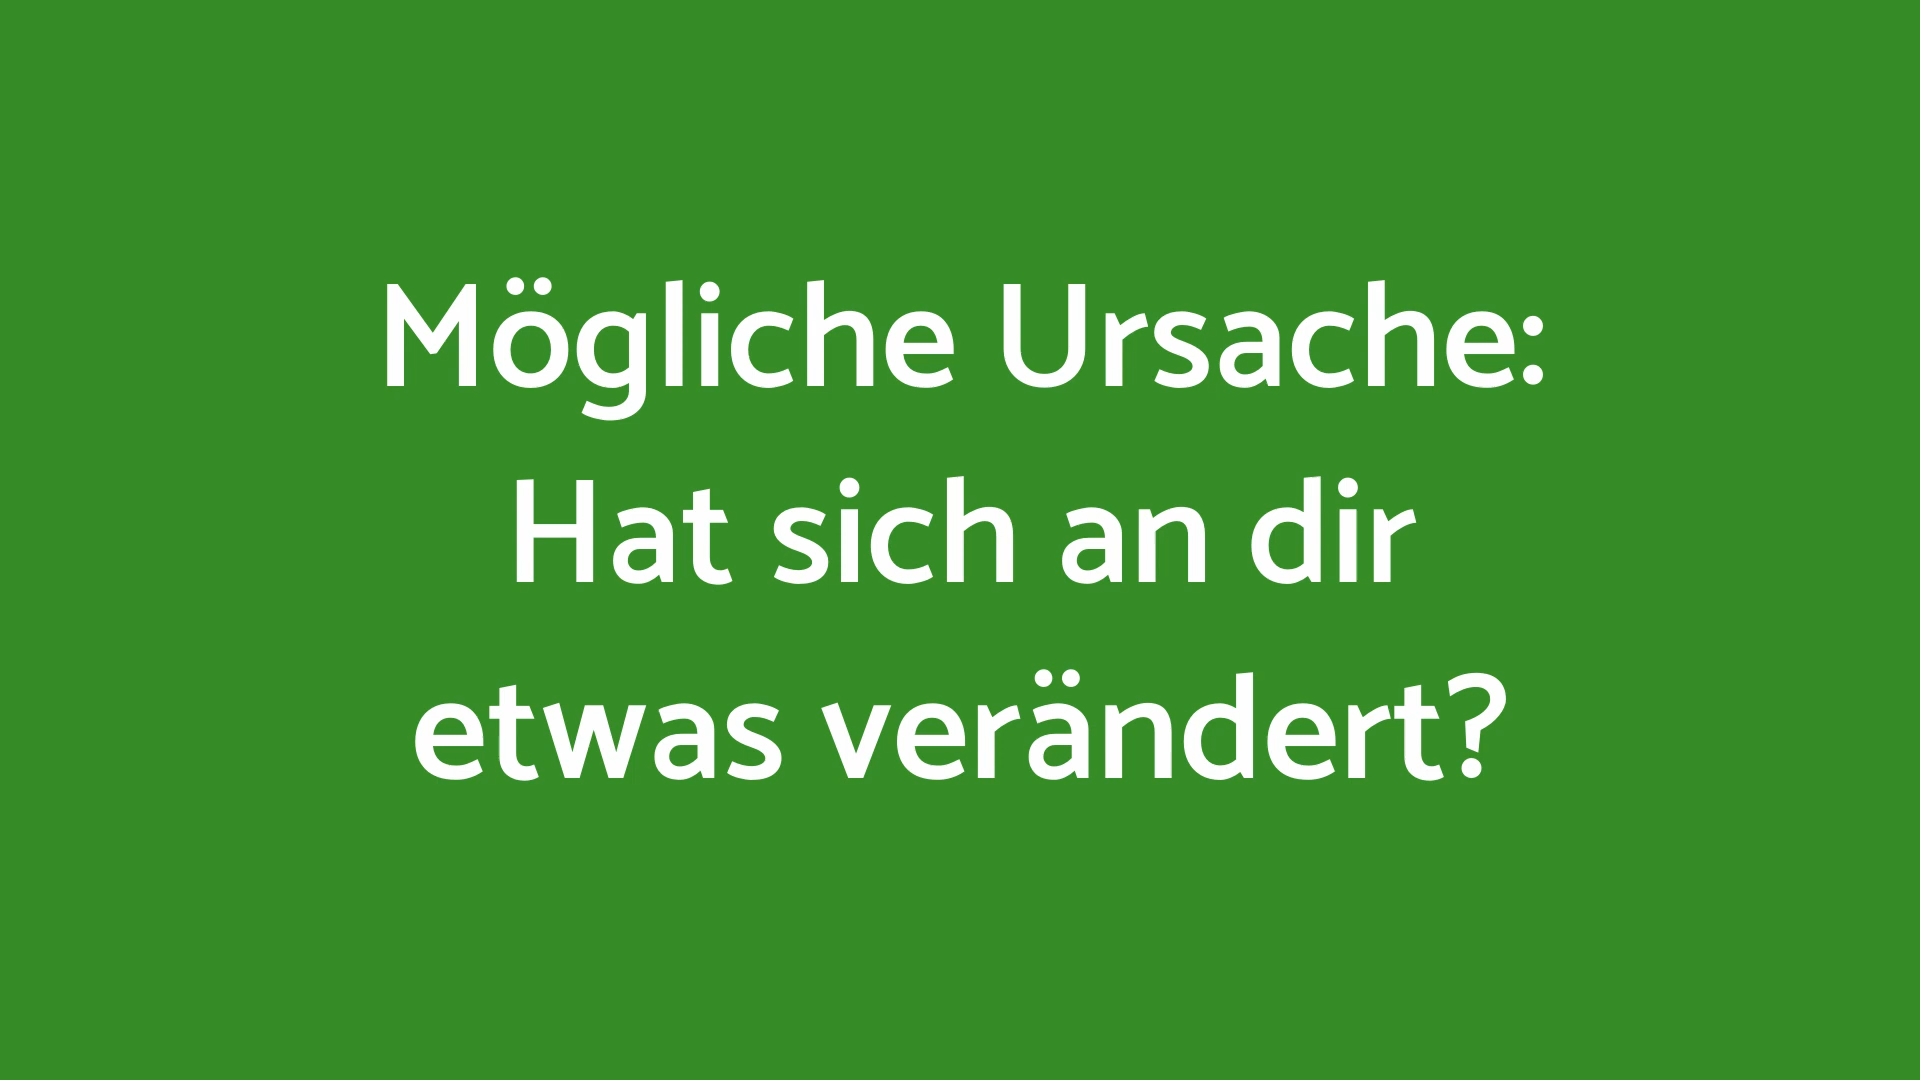 Mögliche Ursache:
Hat sich an dir
etwas verändert?